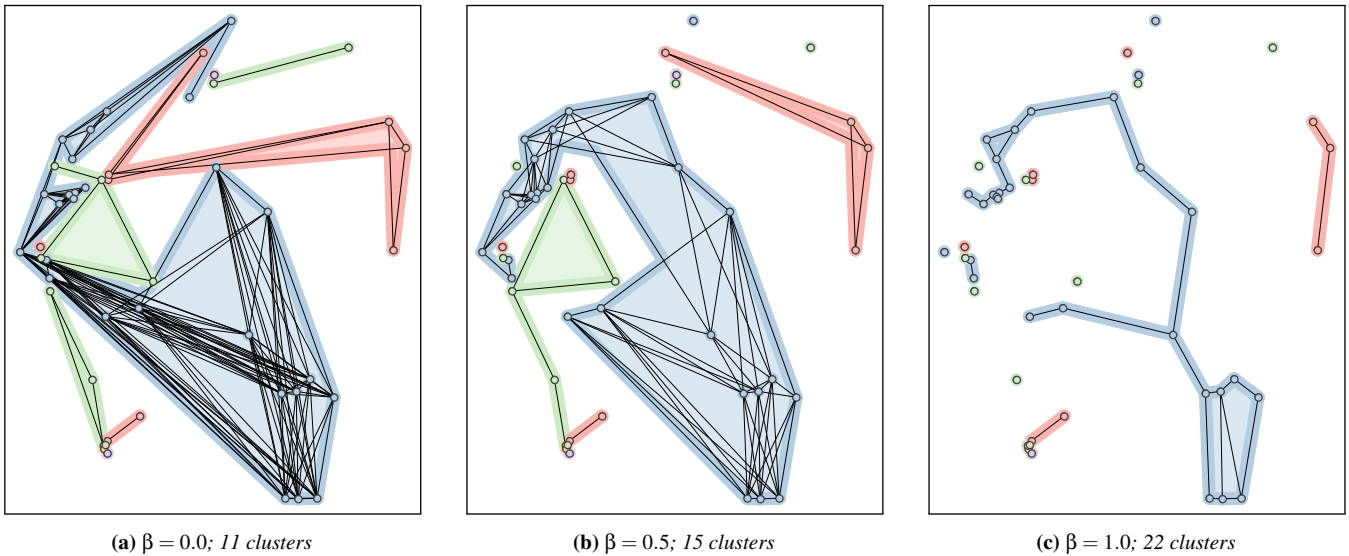 (a) β = 0.0; 11 clusters
(b) β = 0.5; 15 clusters
(c) β = 1.0; 22 clusters